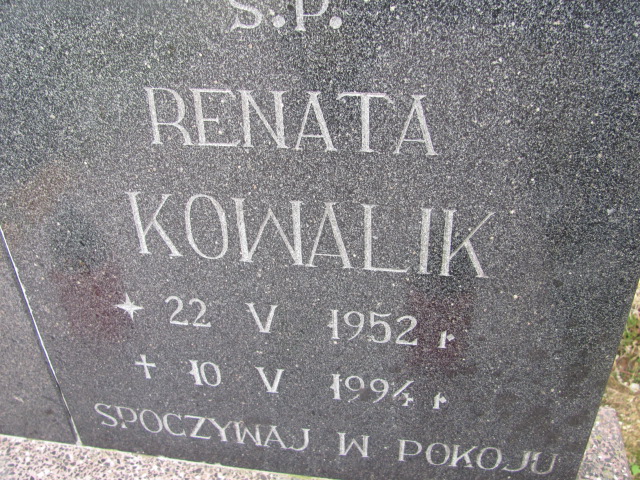 Ś.P.
RENATA
KOWALIK
* 22 V 1952 r
+ 10 V 1994 r
SPOCZYWAJ W POKOJU